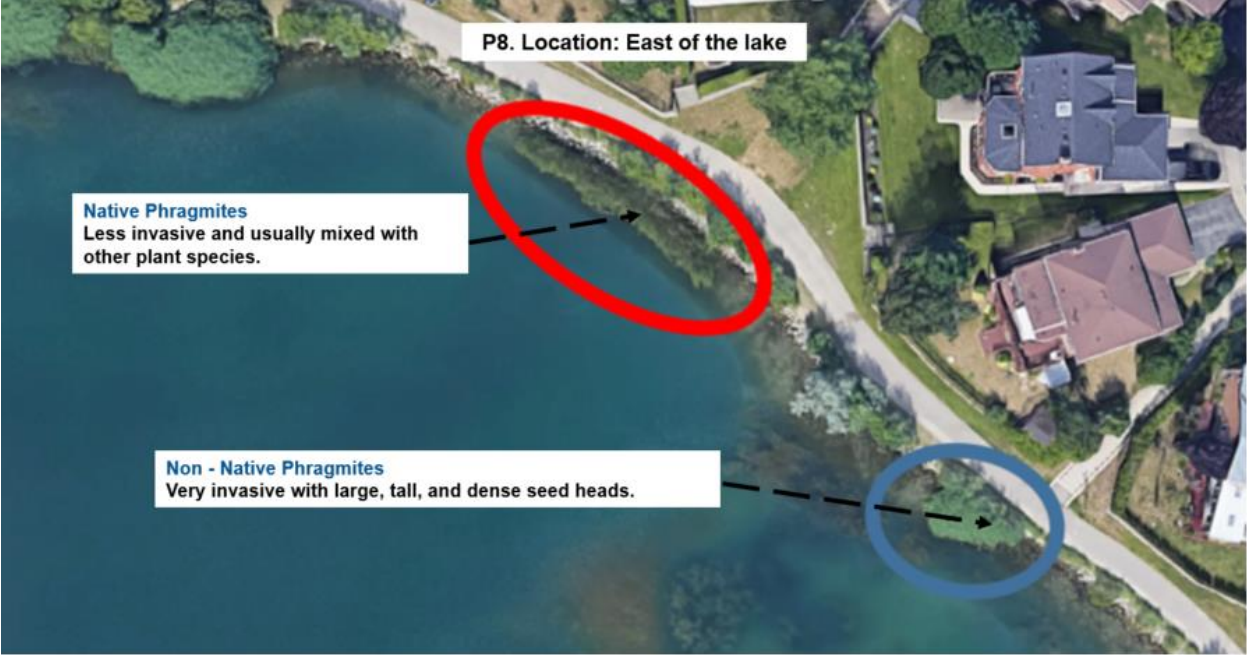 P8. Location: East of the lake
Native Phragmites
Less invasive and usually mixed with
other plant species.
Non - Native Phragmites
Very invasive with large, tall, and dense seed heads.